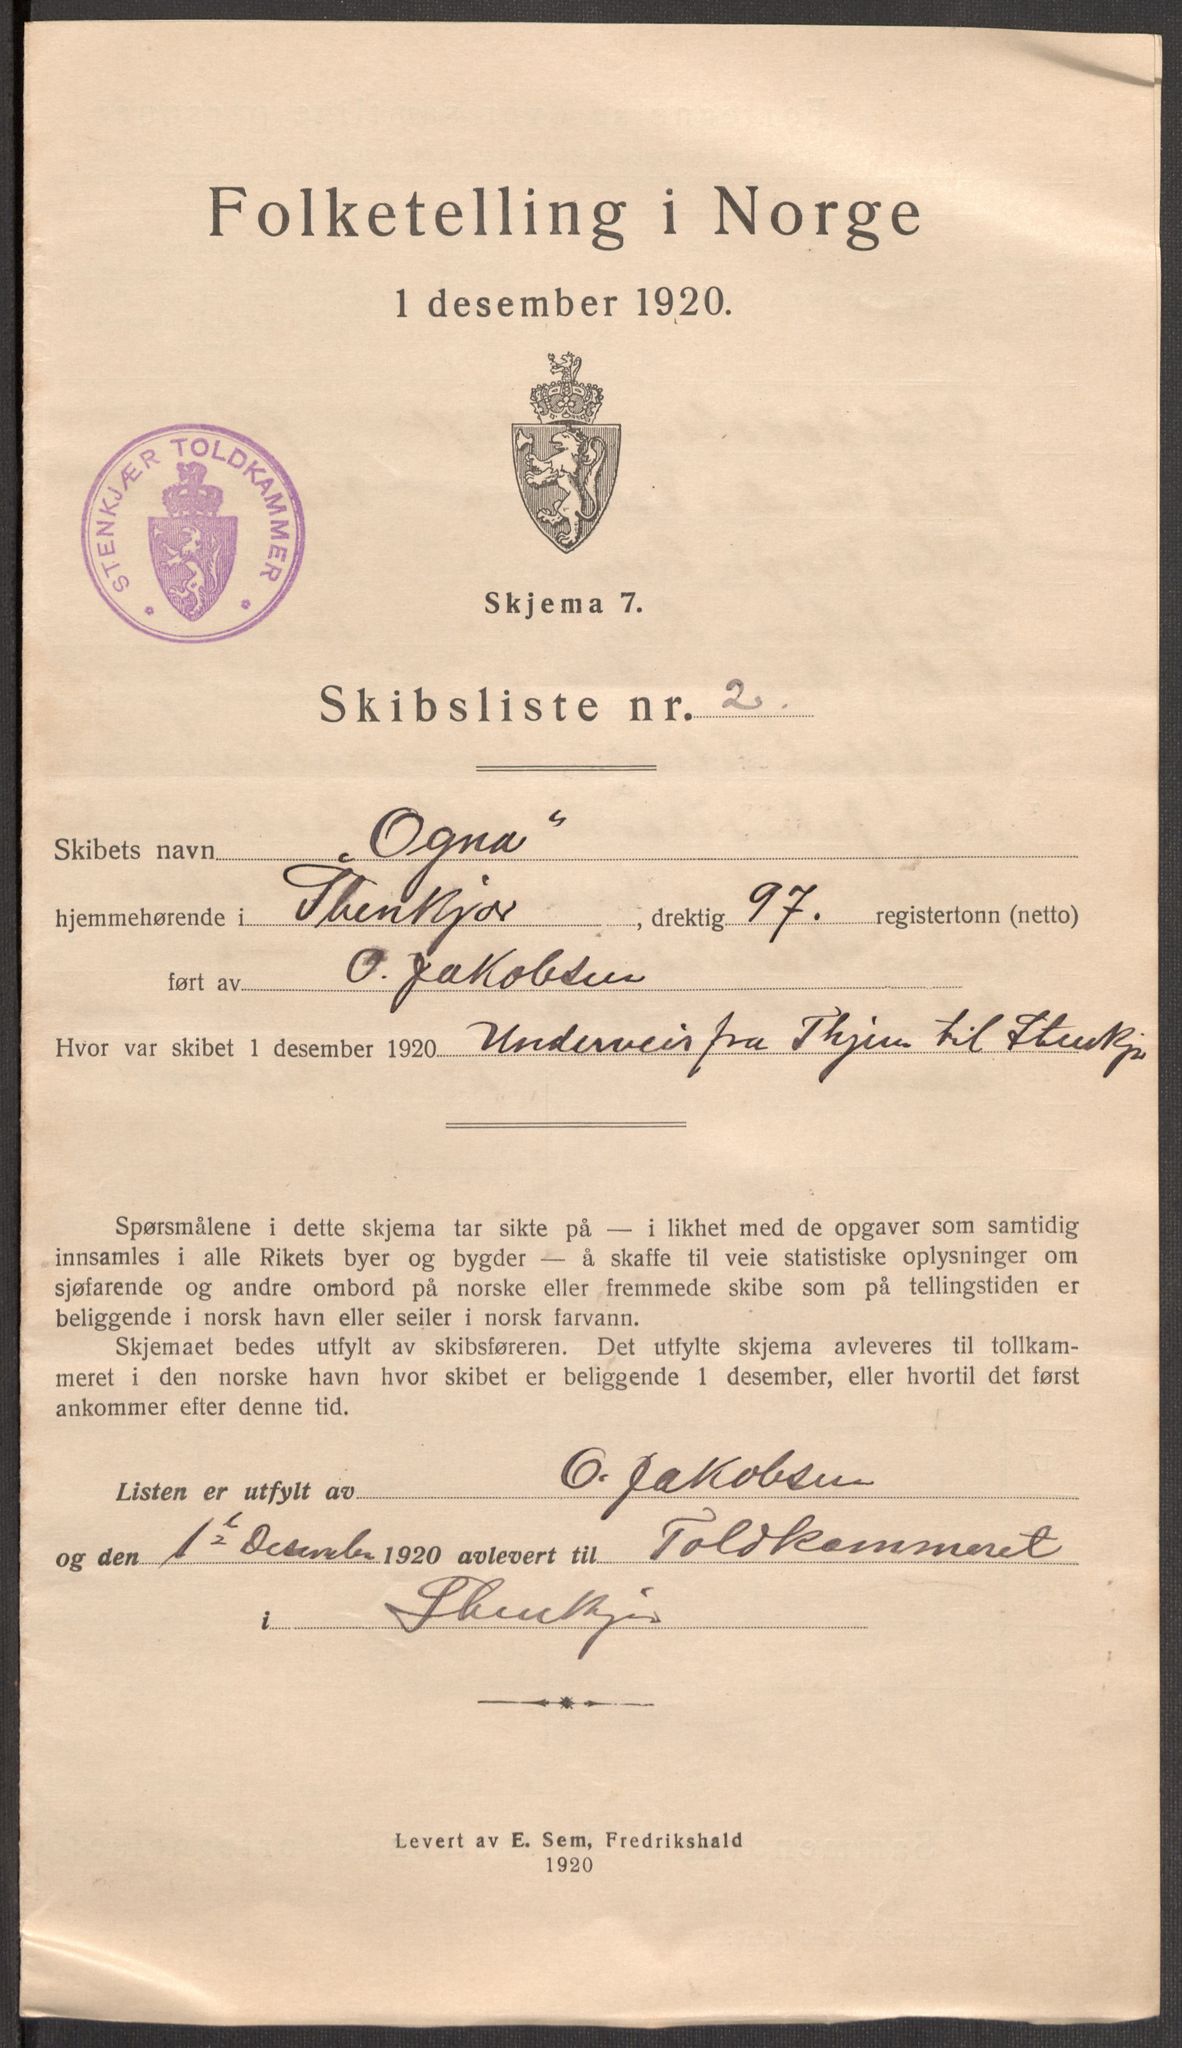 Folketelling i Norge
1 desember 1920.
STENKJÆR TOLDKAMMER
Skjema 7.
Skibsliste nr. 2.
Skibets navn „Ogna“
hjemmehørende i Stenkjær, drektig 97. registertonn (netto)
ført av O. Jakobsen
Hvor var skibet 1 desember 1920 Underveis fra Thjem til Stenkjær
Spørsmålene i dette skjema tar sikte på — i likhet med de opgaver som samtidig
innsamles i alle Rikets byer og bygder — å skaffe til veie statistiske oplysninger om
sjøfarende og andre ombord på norske eller fremmede skibe som på tellingstiden er
beliggende i norsk havn eller seiler i norsk farvann.
Skjemaet bedes utfylt av skibsføreren. Det utfylte skjema avleveres til tollkam-
meret i den norske havn hvor skibet er beliggende 1 desember, eller hvortil det først
ankommer efter denne tid.
Listen er utfylt av O. Jakobsen
og den 1 Desember 1920 avlevert til Toldkammeret
i Stenkjær
Levert av E. Sem, Fredrikshald
1920